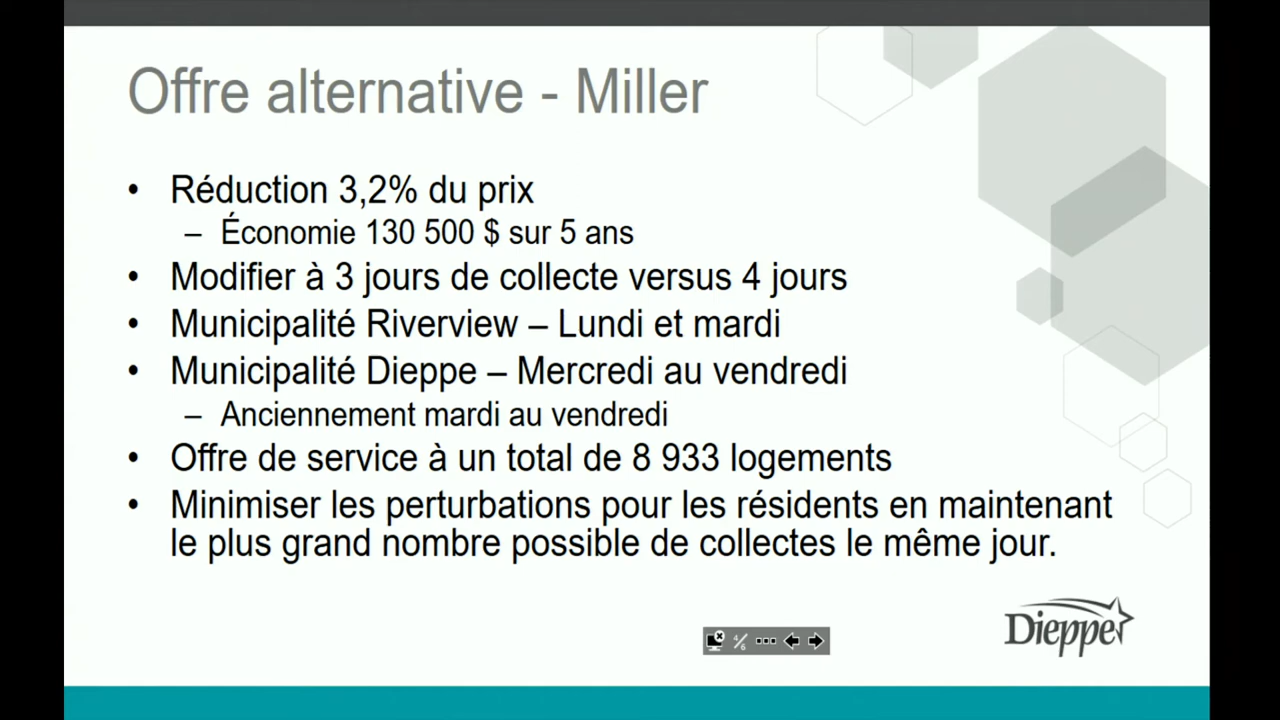 Offre alternative - Miller
• Réduction 3,2% du prix
– Économie 130 500 $ sur 5 ans
• Modifier à 3 jours de collecte versus 4 jours
• Municipalité Riverview – Lundi et mardi
• Municipalité Dieppe – Mercredi au vendredi
– Anciennement mardi au vendredi
• Offre de service à un total de 8 933 logements
• Minimiser les perturbations pour les résidents en maintenant
le plus grand nombre possible de collectes le même jour.
Dieppe
4/6